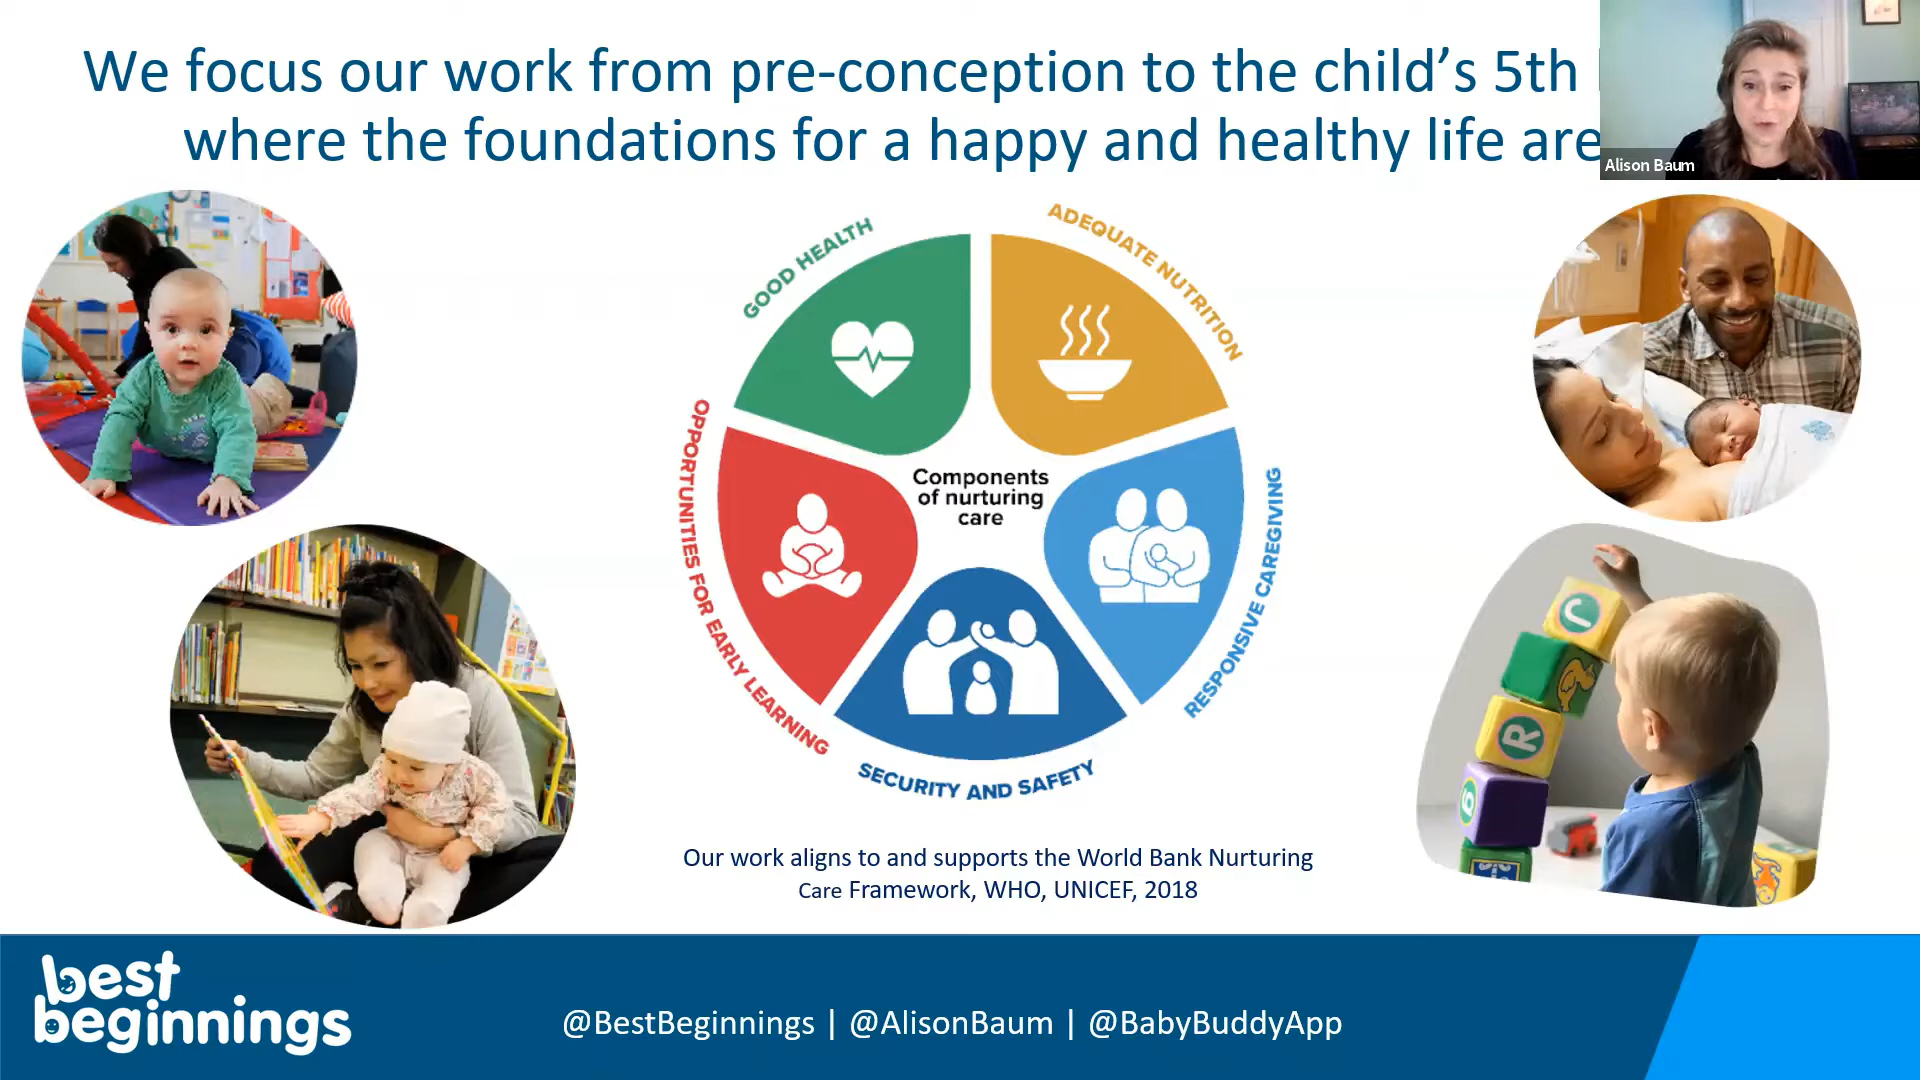 We focus our work from pre-conception to the child’s 5th
where the foundations for a happy and healthy life are
Alison Baum
GOOD HEALTH
ADEQUATE NUTRITION
OPPORTUNITIES FOR EARLY LEARNING
Components
of nurturing
care
RESPONSIVE CAREGIVING
SECURITY AND SAFETY
R
Our work aligns to and supports the World Bank Nurturing
Care Framework, WHO, UNICEF, 2018
best
beginnings
@BestBeginnings | @AlisonBaum | @BabyBuddyApp